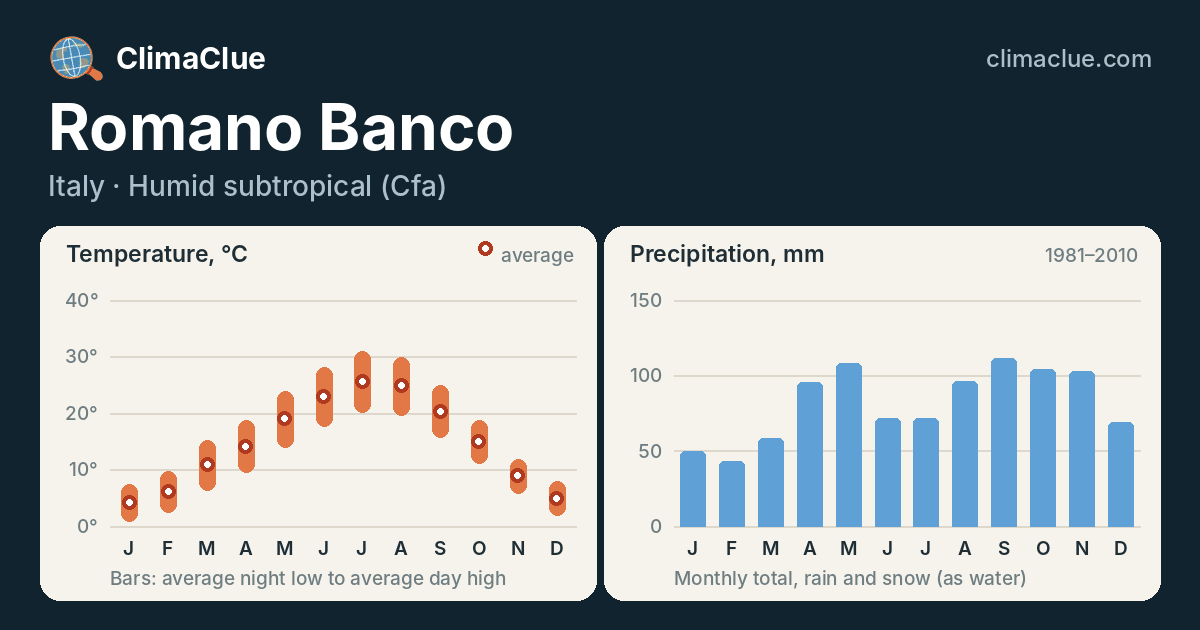 ClimaClue
climaclue.com
Romano Banco
Italy · Humid subtropical (Cfa)
Temperature, °C
average
40°
30°
20°
10°
0°
J F M A M J J A S O N D
Bars: average night low to average day high
Precipitation, mm
1981–2010
150
100
50
0
J F M A M J J A S O N D
Monthly total, rain and snow (as water)